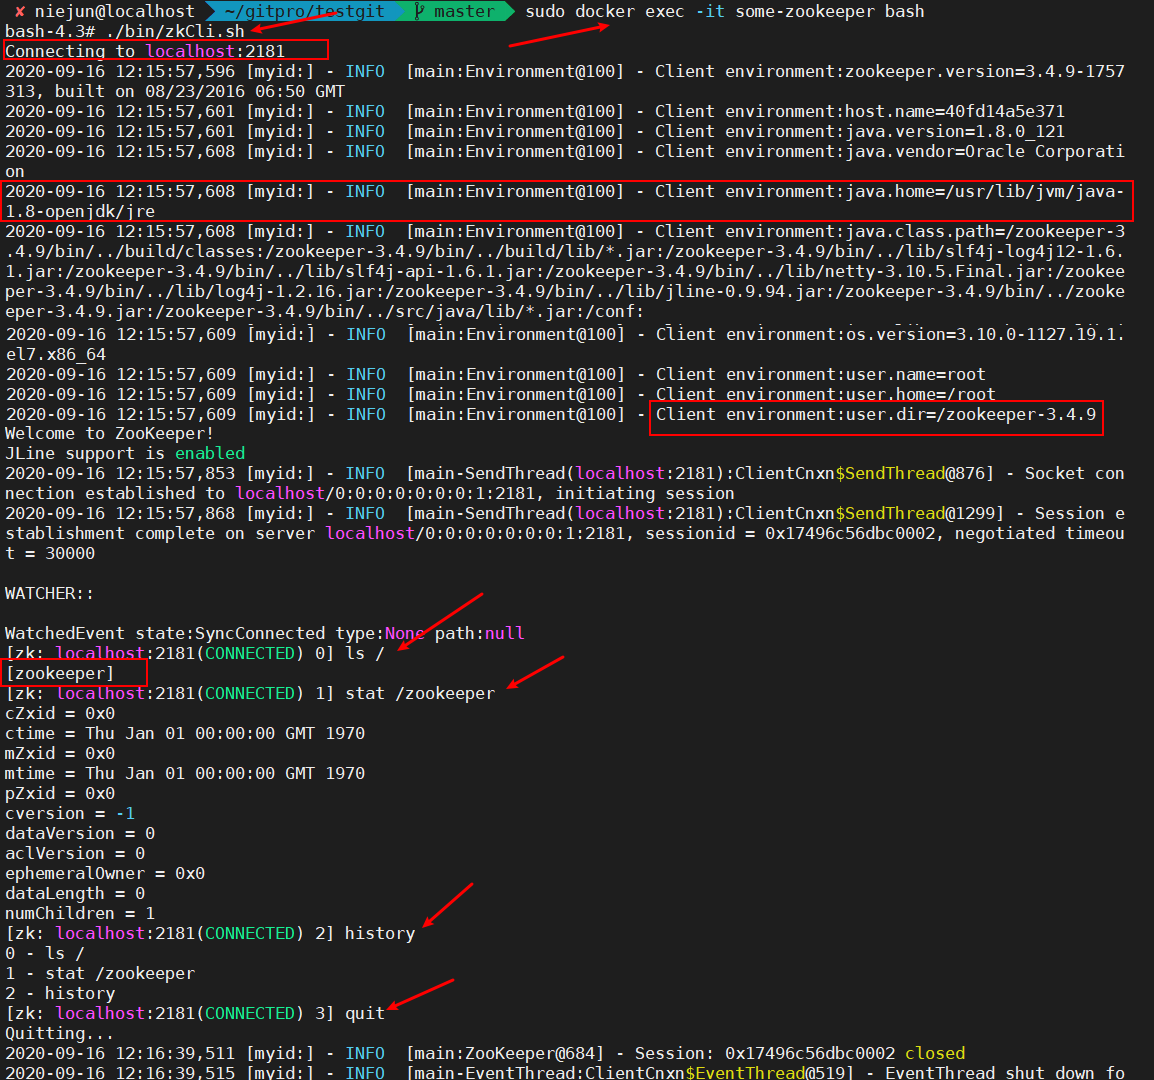 ✘ niejun@localhost ~/gitpro/testgit master sudo docker exec -it some-zookeeper bash
bash-4.3# ./bin/zkCli.sh
Connecting to localhost:2181
2020-09-16 12:15:57,596 [myid:] - INFO  [main:Environment@100] - Client environment:zookeeper.version=3.4.9-1757
313, built on 08/23/2016 06:50 GMT
2020-09-16 12:15:57,601 [myid:] - INFO  [main:Environment@100] - Client environment:host.name=40fd14a5e371
2020-09-16 12:15:57,601 [myid:] - INFO  [main:Environment@100] - Client environment:java.version=1.8.0_121
2020-09-16 12:15:57,608 [myid:] - INFO  [main:Environment@100] - Client environment:java.vendor=Oracle Corporati
on
2020-09-16 12:15:57,608 [myid:] - INFO  [main:Environment@100] - Client environment:java.home=/usr/lib/jvm/java-
1.8-openjdk/jre
2020-09-16 12:15:57,608 [myid:] - INFO  [main:Environment@100] - Client environment:java.class.path=/zookeeper-3
.4.9/bin/../build/classes:/zookeeper-3.4.9/bin/../build/lib/*.jar:/zookeeper-3.4.9/bin/../lib/slf4j-log4j12-1.6.
1.jar:/zookeeper-3.4.9/bin/../lib/slf4j-api-1.6.1.jar:/zookeeper-3.4.9/bin/../lib/netty-3.10.5.Final.jar:/zookee
per-3.4.9/bin/../lib/log4j-1.2.16.jar:/zookeeper-3.4.9/bin/../lib/jline-0.9.94.jar:/zookeeper-3.4.9/bin/../zooke
eper-3.4.9.jar:/zookeeper-3.4.9/bin/../src/java/lib/*.jar:/conf:
2020-09-16 12:15:57,609 [myid:] - INFO  [main:Environment@100] - Client environment:os.version=3.10.0-1127.19.1.
el7.x86_64
2020-09-16 12:15:57,609 [myid:] - INFO  [main:Environment@100] - Client environment:user.name=root
2020-09-16 12:15:57,609 [myid:] - INFO  [main:Environment@100] - Client environment:user.home=/root
2020-09-16 12:15:57,609 [myid:] - INFO  [main:Environment@100] - Client environment:user.dir=/zookeeper-3.4.9
Welcome to ZooKeeper!
JLine support is enabled
2020-09-16 12:15:57,853 [myid:] - INFO  [main-SendThread(localhost:2181):ClientCnxn$SendThread@876] - Socket con
nection established to localhost/0:0:0:0:0:0:0:1:2181, initiating session
2020-09-16 12:15:57,868 [myid:] - INFO  [main-SendThread(localhost:2181):ClientCnxn$SendThread@1299] - Session e
stablishment complete on server localhost/0:0:0:0:0:0:0:1:2181, sessionid = 0x17496c56dbc0002, negotiated timeou
t = 30000
WATCHER::
WatchedEvent state:SyncConnected type:None path:null
[zk: localhost:2181(CONNECTED) 0] ls /
[zookeeper]
[zk: localhost:2181(CONNECTED) 1] stat /zookeeper
cZxid = 0x0
ctime = Thu Jan 01 00:00:00 GMT 1970
mZxid = 0x0
mtime = Thu Jan 01 00:00:00 GMT 1970
pZxid = 0x0
cversion = -1
dataVersion = 0
aclVersion = 0
ephemeralOwner = 0x0
dataLength = 0
numChildren = 1
[zk: localhost:2181(CONNECTED) 2] history
0 - ls /
1 - stat /zookeeper
2 - history
[zk: localhost:2181(CONNECTED) 3] quit
Quitting...
2020-09-16 12:16:39,511 [myid:] - INFO  [main:ZooKeeper@684] - Session: 0x17496c56dbc0002 closed
2020-09-16 12:16:39,515 [myid:] - INFO  [main-EventThread:ClientCnxn$EventThread@519] - EventThread shut down fo